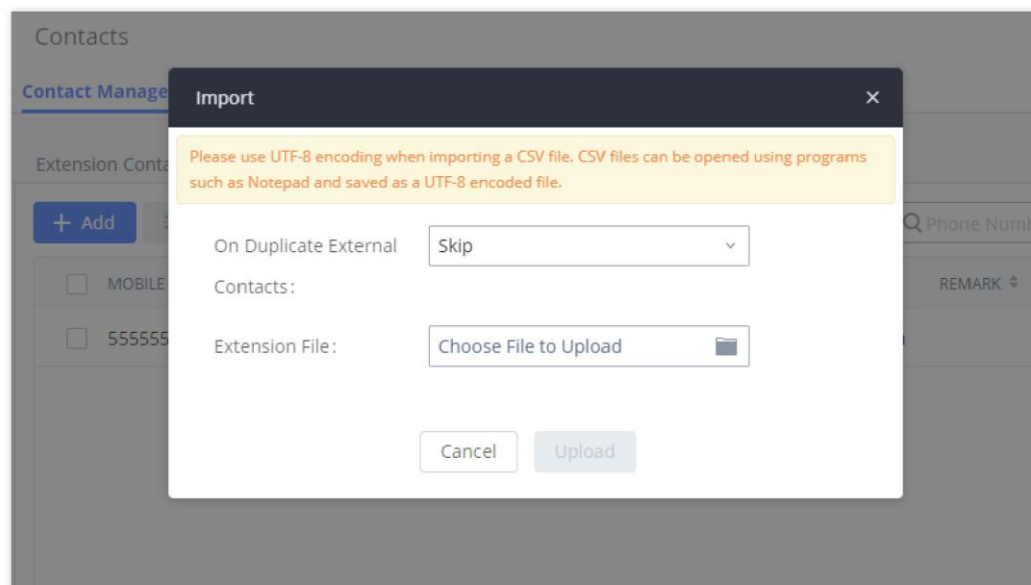 Contacts
Contact Manage
Import
Please use UTF-8 encoding when importing a CSV file. CSV files can be opened using programs
such as Notepad and saved as a UTF-8 encoded file.
Extension Conta
+ Add
Phone Numb
On Duplicate External
Contacts:
Skip
MOBILE
REMARK
555555
Extension File:
Choose File to Upload
Cancel
Upload